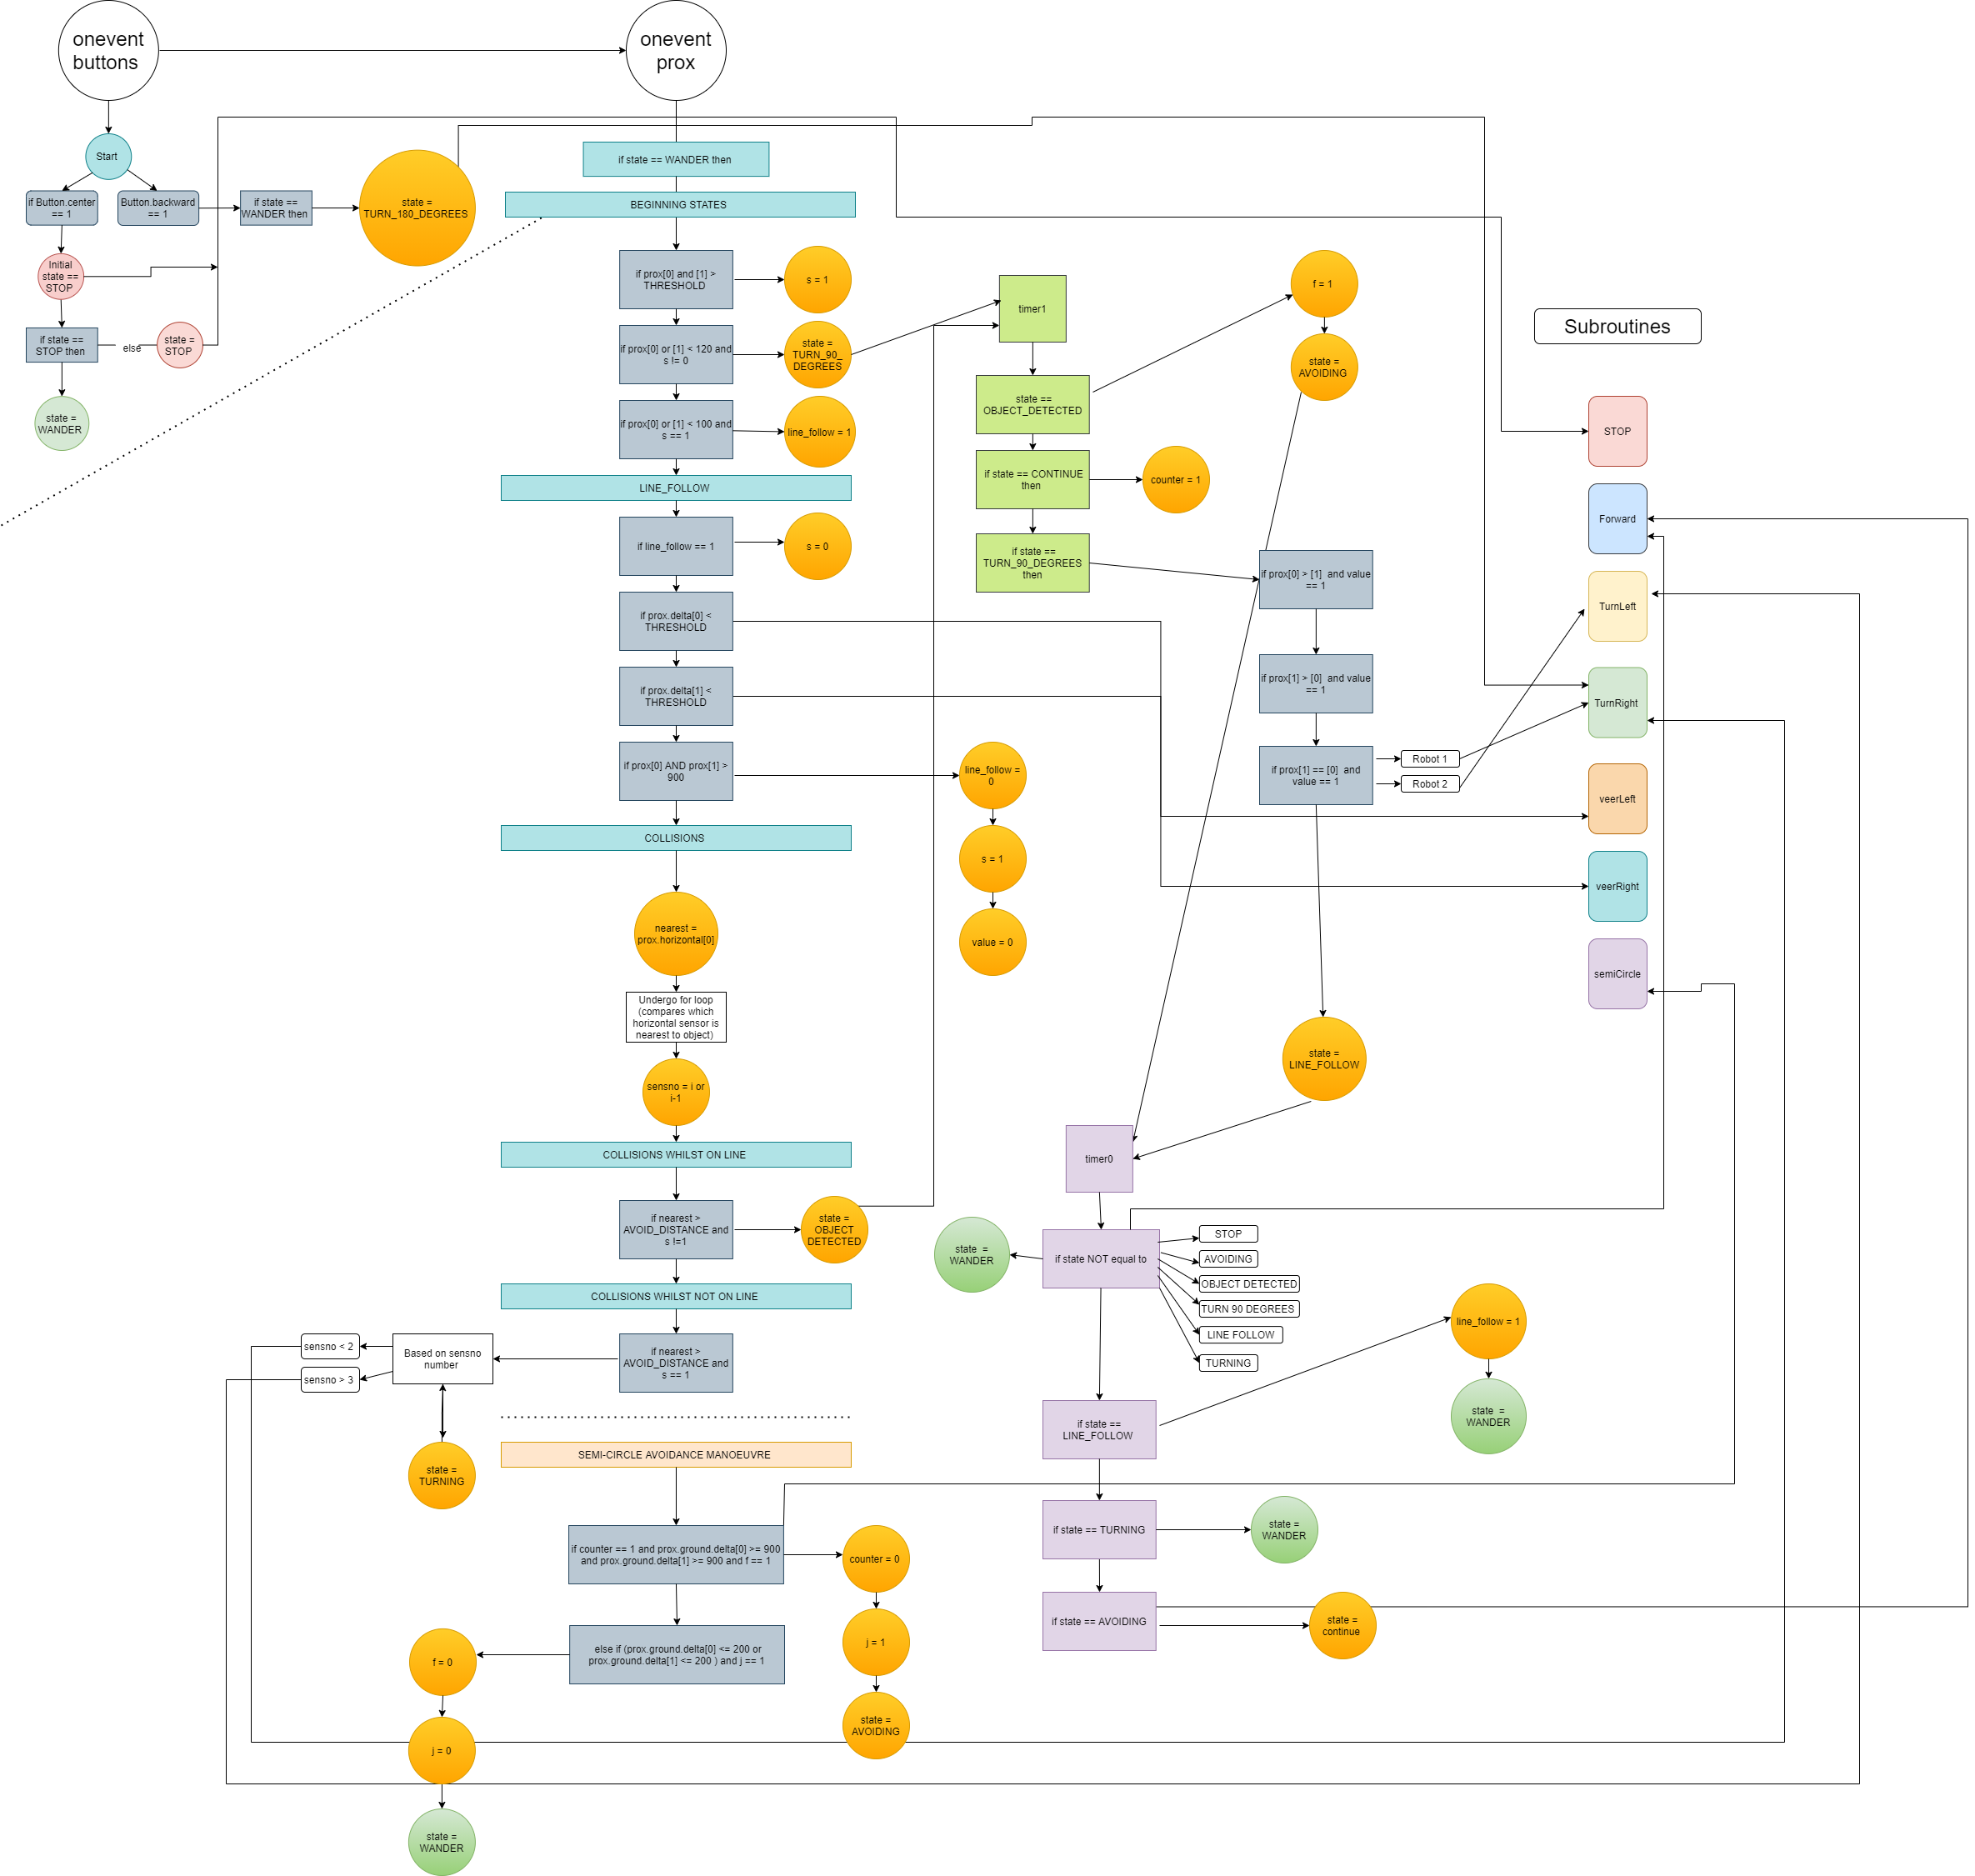 onevent
buttons
onevent
prox
Start
if Button.center
== 1
Button.backward
== 1
if state ==
WANDER then
state =
TURN_180_DEGREES
Initial
state ==
STOP
if state ==
STOP then
else
state =
STOP
state =
WANDER
if state == WANDER then
BEGINNING STATES
if prox[0] and [1] >
THRESHOLD
s = 1
if prox[0] or [1] < 120 and
s != 0
state =
TURN_90_
DEGREES
if prox[0] or [1] < 100 and
s == 1
line_follow = 1
LINE_FOLLOW
if line_follow == 1
s = 0
if prox.delta[0] <
THRESHOLD
if prox.delta[1] <
THRESHOLD
if prox[0] AND prox[1] >
900
line_follow =
0
s = 1
value = 0
COLLISIONS
nearest =
prox.horizontal[0]
Undergo for loop
(compares which
horizontal sensor is
nearest to object)
sensno = i or
i-1
COLLISIONS WHILST ON LINE
if nearest >
AVOID_DISTANCE and
s !=1
state =
OBJECT
DETECTED
COLLISIONS WHILST NOT ON LINE
if nearest >
AVOID_DISTANCE and
s == 1
Based on sensno
number
sensno < 2
sensno > 3
state =
TURNING
SEMI-CIRCLE AVOIDANCE MANOEUVRE
if counter == 1 and prox.ground.delta[0] >= 900
and prox.ground.delta[1] >= 900 and f == 1
counter = 0
j = 1
state =
AVOIDING
else if (prox.ground.delta[0] <= 200 or
prox.ground.delta[1] <= 200 ) and j == 1
f = 0
j = 0
state =
WANDER
timer1
state ==
OBJECT_DETECTED
f = 1
state =
AVOIDING
if state == CONTINUE
then
counter = 1
if state ==
TURN_90_DEGREES
then
if prox[0] > [1] and value
== 1
if prox[1] > [0] and value
== 1
if prox[1] == [0] and
value == 1
Robot 1
Robot 2
state =
LINE_FOLLOW
timer0
if state NOT equal to
state =
WANDER
STOP
AVOIDING
OBJECT DETECTED
TURN 90 DEGREES
LINE FOLLOW
TURNING
if state ==
LINE_FOLLOW
line_follow = 1
state =
WANDER
if state == TURNING
state =
WANDER
if state == AVOIDING
state =
continue
Subroutines
STOP
Forward
TurnLeft
TurnRight
veerLeft
veerRight
semiCircle